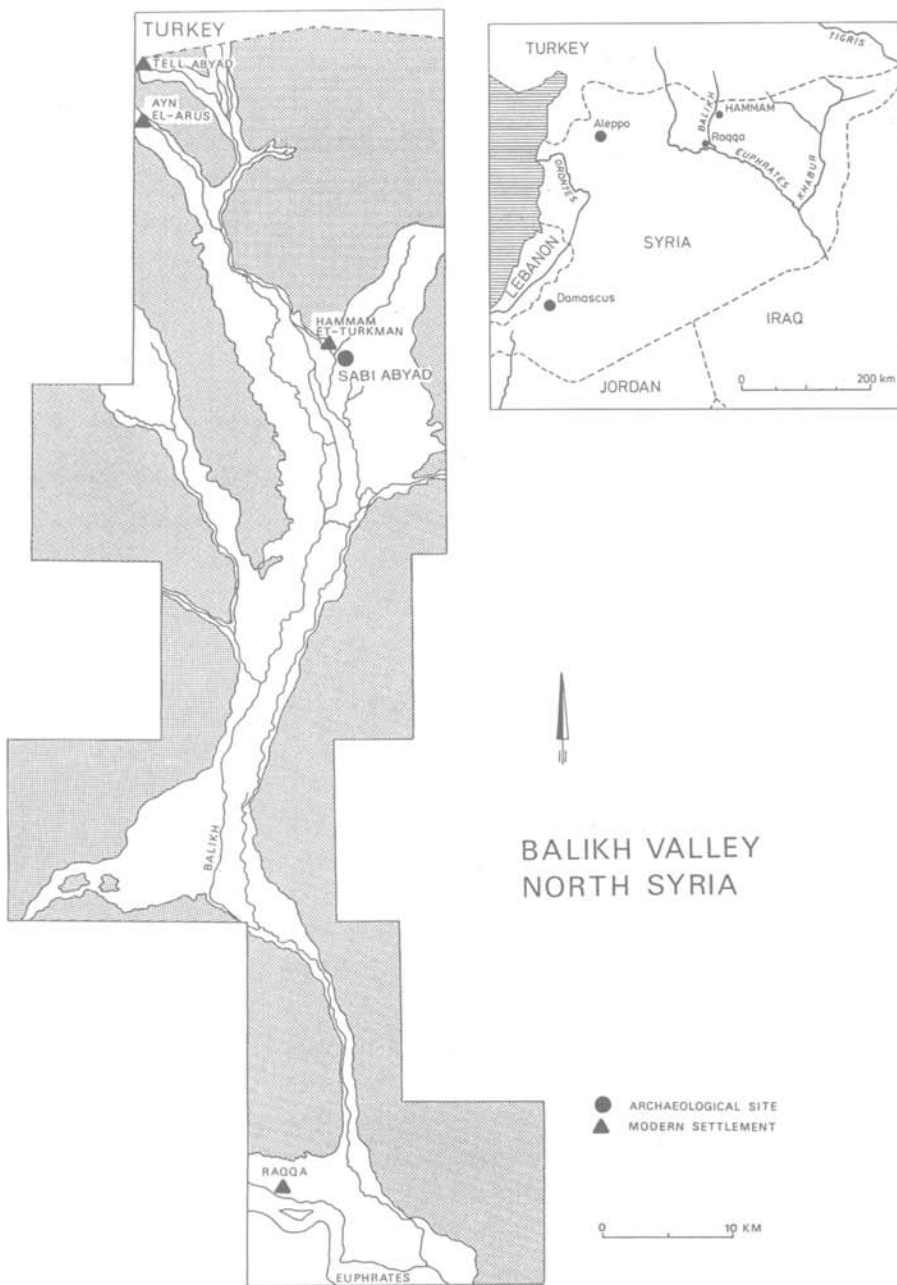 TURKEY
TELL ABYAD
AYN
EL-ARUS
HAMMAM
ET-TURKMAN
SABI ABYAD
BALIKH
RAQQA
EUPHRATES
TURKEY
TIGRIS
BALIKH
HAMMAM
Aleppo
Raqqa
EUPHRATES
KHABUR
ORONTES
SYRIA
LEBANON
Damascus
IRAQ
JORDAN
0 200 km
BALIKH VALLEY
NORTH SYRIA
ARCHAEOLOGICAL SITE
MODERN SETTLEMENT
0 10 KM